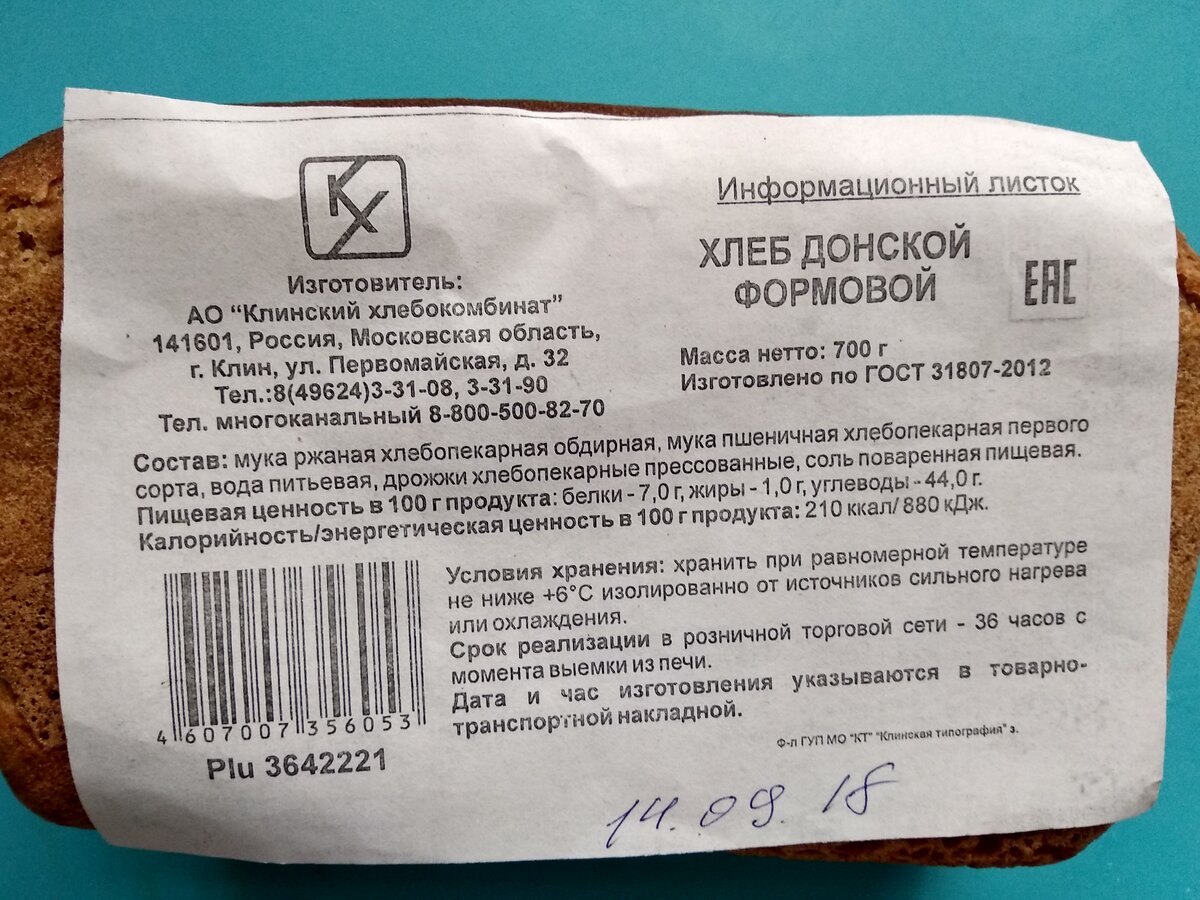 КХ
Изготовитель:
АО “Клинский хлебокомбинат”
141601, Россия, Московская область,
г. Клин, ул. Первомайская, д. 32
Тел.:8(49624)3-31-08, 3-31-90
Тел. многоканальный 8-800-500-82-70
Информационный листок
ХЛЕБ ДОНСКОЙ
ФОРМОВОЙ
ЕАС
Масса нетто: 700 г
Изготовлено по ГОСТ 31807-2012
Состав: мука ржаная хлебопекарная обдирная, мука пшеничная хлебопекарная первого
сорта, вода питьевая, дрожжи хлебопекарные прессованные, соль поваренная пищевая.
Пищевая ценность в 100 г продукта: белки - 7,0 г, жиры - 1,0 г, углеводы - 44,0 г.
Калорийность/энергетическая ценность в 100 г продукта: 210 ккал/ 880 кДж.
Условия хранения: хранить при равномерной температуре
не ниже +6°С изолированно от источников сильного нагрева
или охлаждения.
Срок реализации в розничной торговой сети - 36 часов с
момента выемки из печи.
Дата и час изготовления указываются в товарно-
транспортной накладной.
4 607007 356053
Plu 3642221
Ф-л ГУП МО "КТ" "Клинская типография" з.
14.09.18